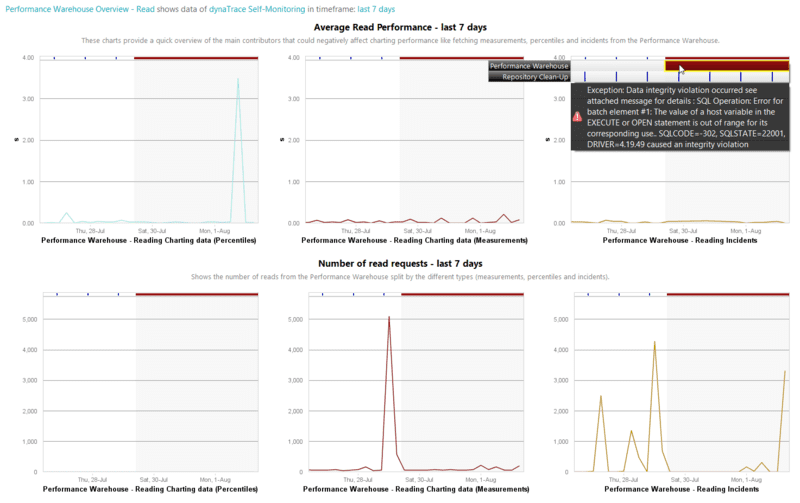 Performance Warehouse Overview - Read shows data of dynaTrace Self-Monitoring in timeframe: last 7 days
Average Read Performance - last 7 days
These charts provide a quick overview of the main contributors that could negatively affect charting performance like fetching measurements, percentiles and incidents from the Performance Warehouse.
4.00
3.00
2.00
1.00
0.00
s
Thu, 28-Jul Sat, 30-Jul Mon, 1-Aug
Performance Warehouse - Reading Charting data (Percentiles)
4.00
3.00
2.00
1.00
0.00
s
Thu, 28-Jul Sat, 30-Jul Mon, 1-Aug
Performance Warehouse - Reading Charting data (Measurements)
4.00
Performance Warehouse
Repository Clean-Up
Exception: Data integrity violation occurred see
attached message for details : SQL Operation: Error for
batch element #1: The value of a host variable in the
EXECUTE or OPEN statement is out of range for its
corresponding use.. SQLCODE=-302, SQLSTATE=22001,
DRIVER=4.19.49 caused an integrity violation
3.00
2.00
1.00
0.00
s
Thu, 28-Jul Sat, 30-Jul Mon, 1-Aug
Performance Warehouse - Reading Incidents
Number of read requests - last 7 days
Shows the number of reads from the Performance Warehouse split by the different types (measurements, percentiles and incidents).
5,000
4,000
3,000
2,000
1,000
0
Thu, 28-Jul Sat, 30-Jul Mon, 1-Aug
Performance Warehouse - Reading Charting data (Percentiles)
5,000
4,000
3,000
2,000
1,000
0
Thu, 28-Jul Sat, 30-Jul Mon, 1-Aug
Performance Warehouse - Reading Charting data (Measurements)
5,000
4,000
3,000
2,000
1,000
0
Thu, 28-Jul Sat, 30-Jul Mon, 1-Aug
Performance Warehouse - Reading Incidents